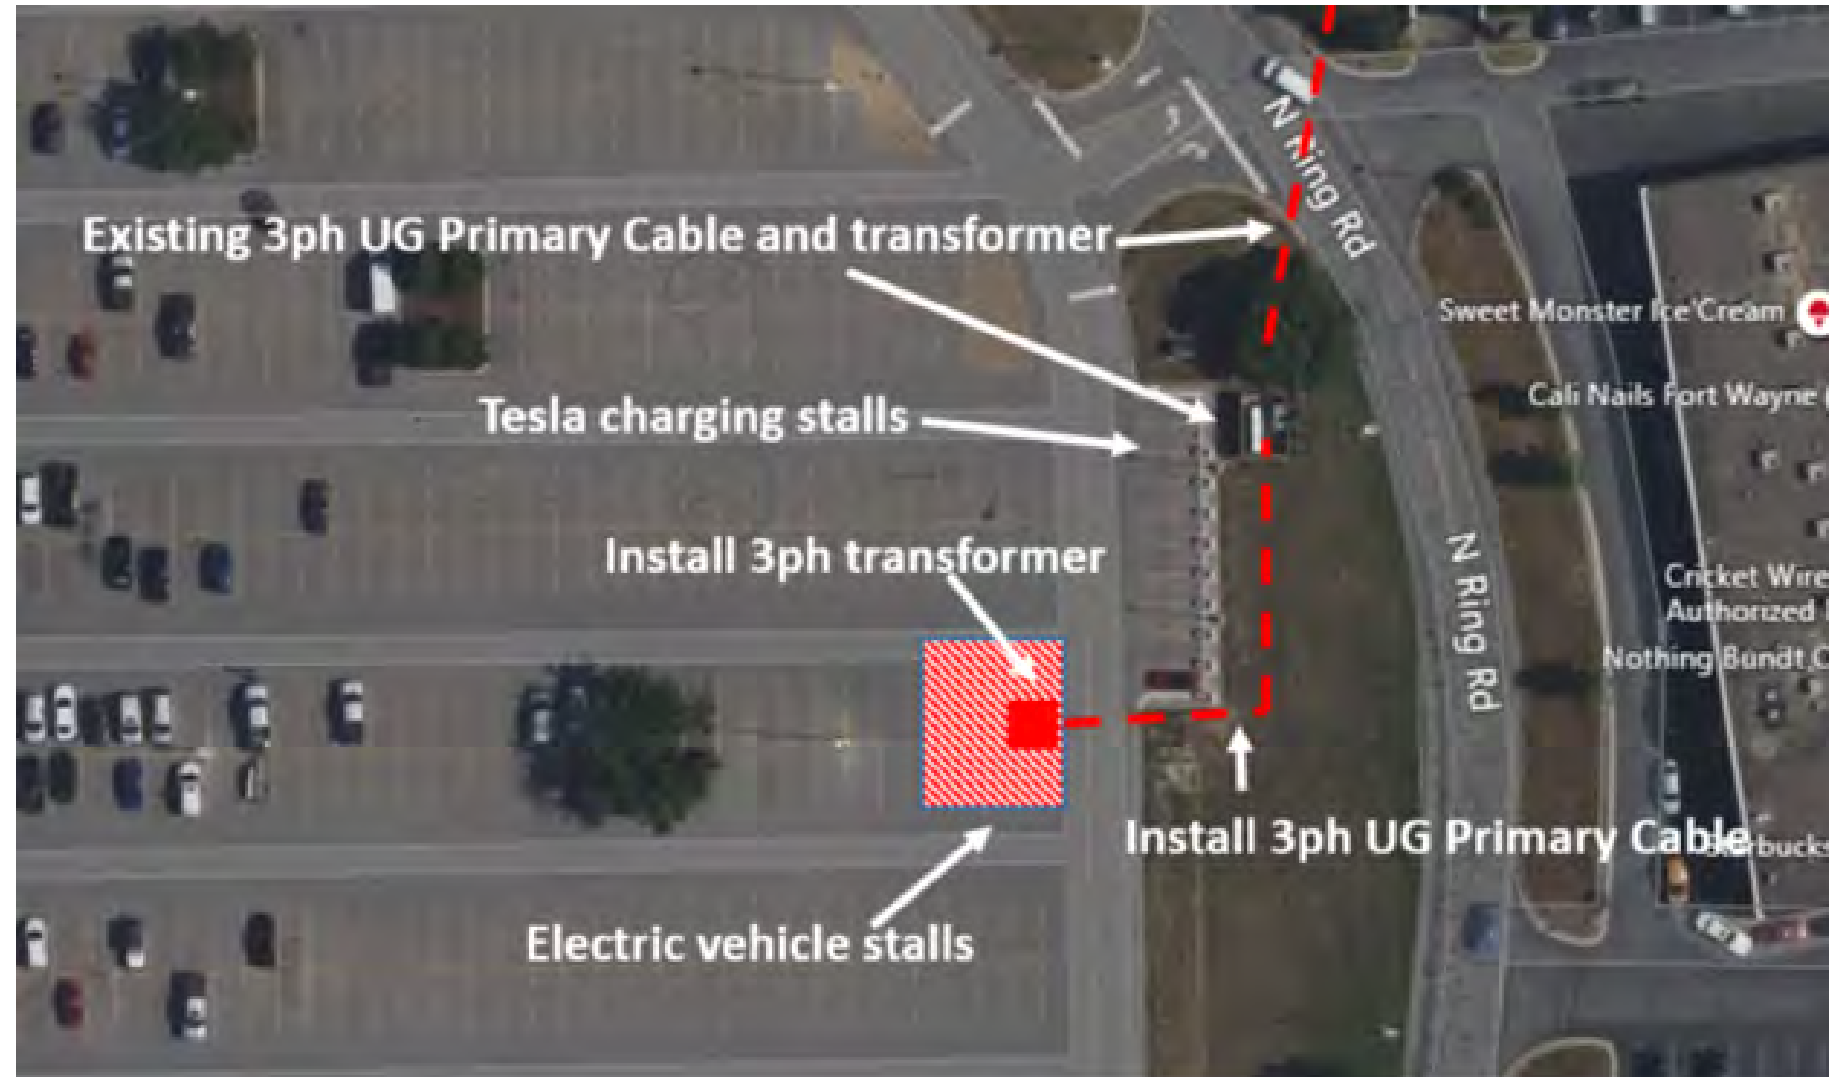 N Ring Rd
Existing 3ph UG Primary Cable and transformer
Sweet Monster Ice Cream
Cali Nails Fort Wayne
Tesla charging stalls
Install 3ph transformer
N Ring Rd
Cricket Wire
Authorized
Nothing Bundt C
Install 3ph UG Primary Cable
rbucks
Electric vehicle stalls